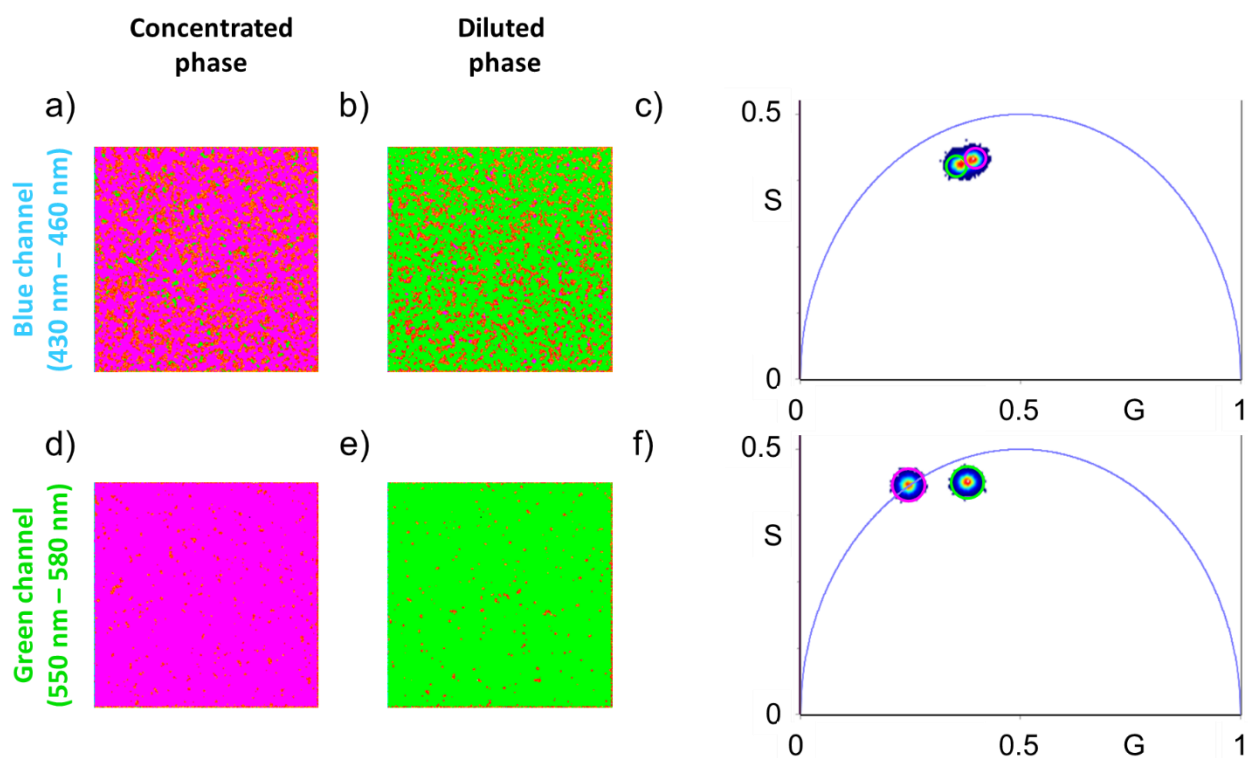 Concentrated
phase
Diluted
phase
a)
b)
c)
Blue channel
(430 nm – 460 nm)
0.5
S
0
0
0.5
G
1
d)
e)
f)
Green channel
(550 nm – 580 nm)
0.5
S
0
0
0.5
G
1